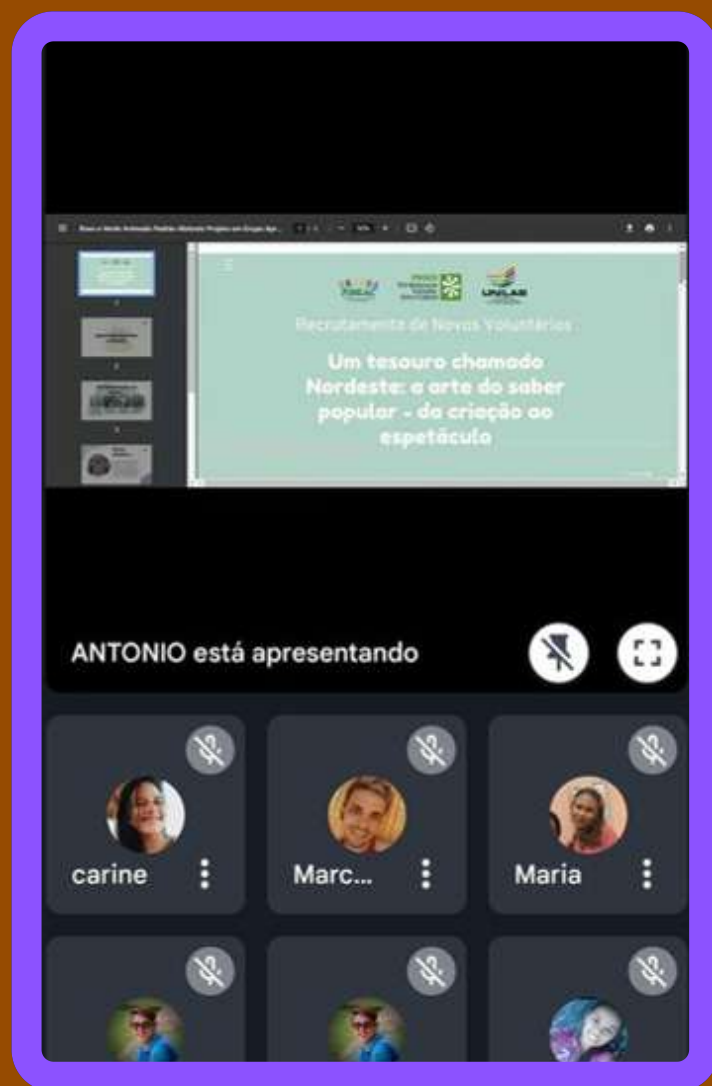 UNILAB
Recrutamento de Novos Voluntários
Um tesouro chamado
Nordeste: a arte do saber
popular - da criação ao
espetáculo
ANTONIO está apresentando
carine
Marc...
Maria